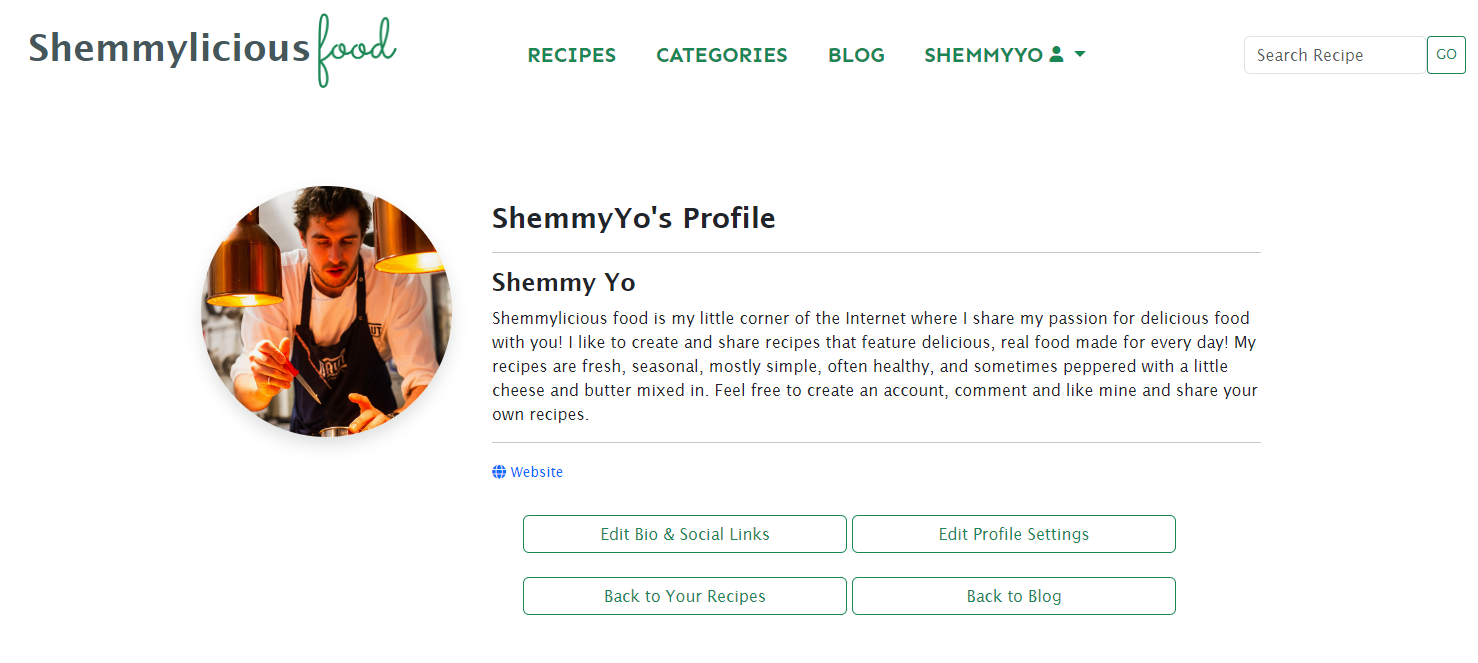 Shemmylicious food
RECIPES CATEGORIES BLOG SHEMMYYO
Search Recipe GO
ShemmyYo's Profile
Shemmy Yo
Shemmylicious food is my little corner of the Internet where I share my passion for delicious food
with you! I like to create and share recipes that feature delicious, real food made for every day! My
recipes are fresh, seasonal, mostly simple, often healthy, and sometimes peppered with a little
cheese and butter mixed in. Feel free to create an account, comment and like mine and share your
own recipes.
Website
Edit Bio & Social Links Edit Profile Settings
Back to Your Recipes Back to Blog